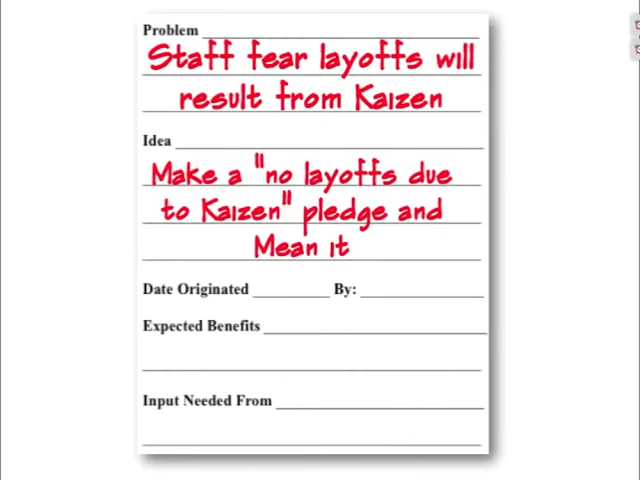 Problem
Staff fear layoffs will
result from Kaizen
Idea
Make a "no layoffs due
to Kaizen" pledge and
Mean it
Date Originated By:
Expected Benefits
Input Needed From